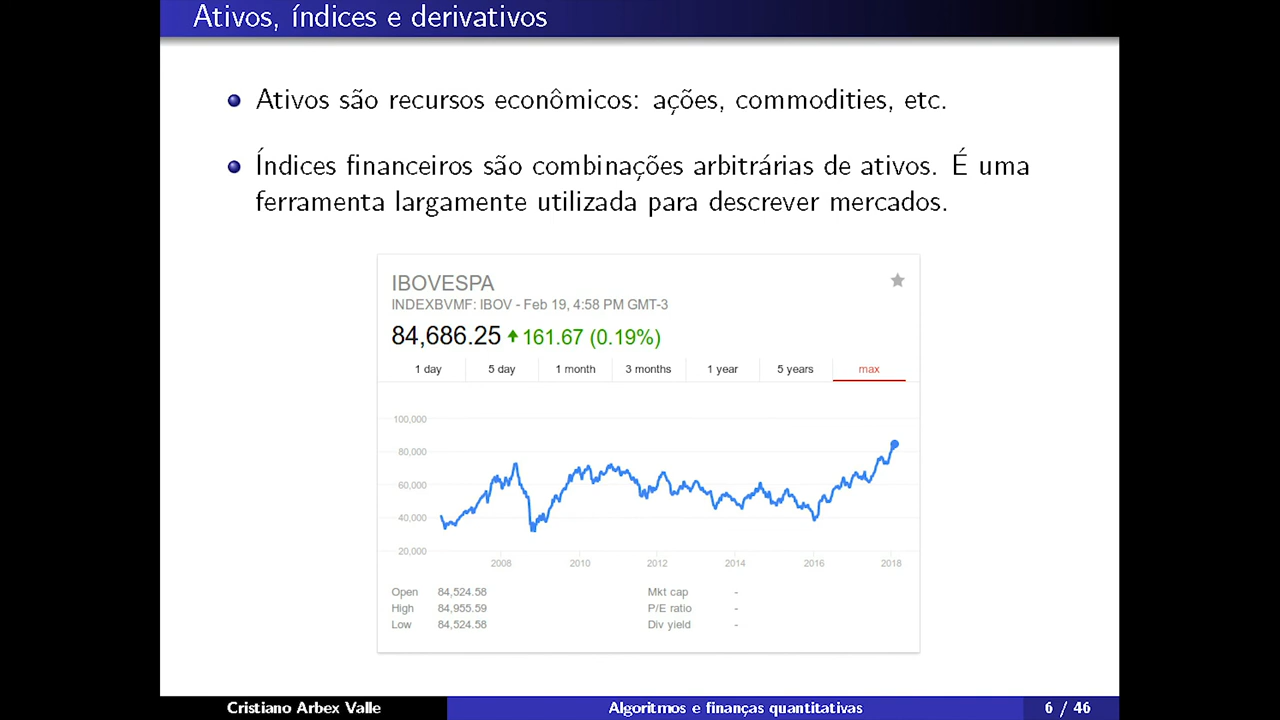 Ativos, índices e derivativos
Ativos são recursos econômicos: ações, commodities, etc.
Índices financeiros são combinações arbitrárias de ativos. É uma
ferramenta largamente utilizada para descrever mercados.
IBOVESPA
INDEXBVMF: IBOV - Feb 19, 4:58 PM GMT-3
84,686.25 161.67 (0.19%)
1 day 5 day 1 month 3 months 1 year 5 years max
100,000
80,000
60,000
40,000
20,000
2008 2010 2012 2014 2016 2018
Open 84,524.58 Mkt cap -
High 84,955.59 P/E ratio -
Low 84,524.58 Div yield -
Cristiano Arbex Valle Algoritmos e finanças quantitativas 6 / 46